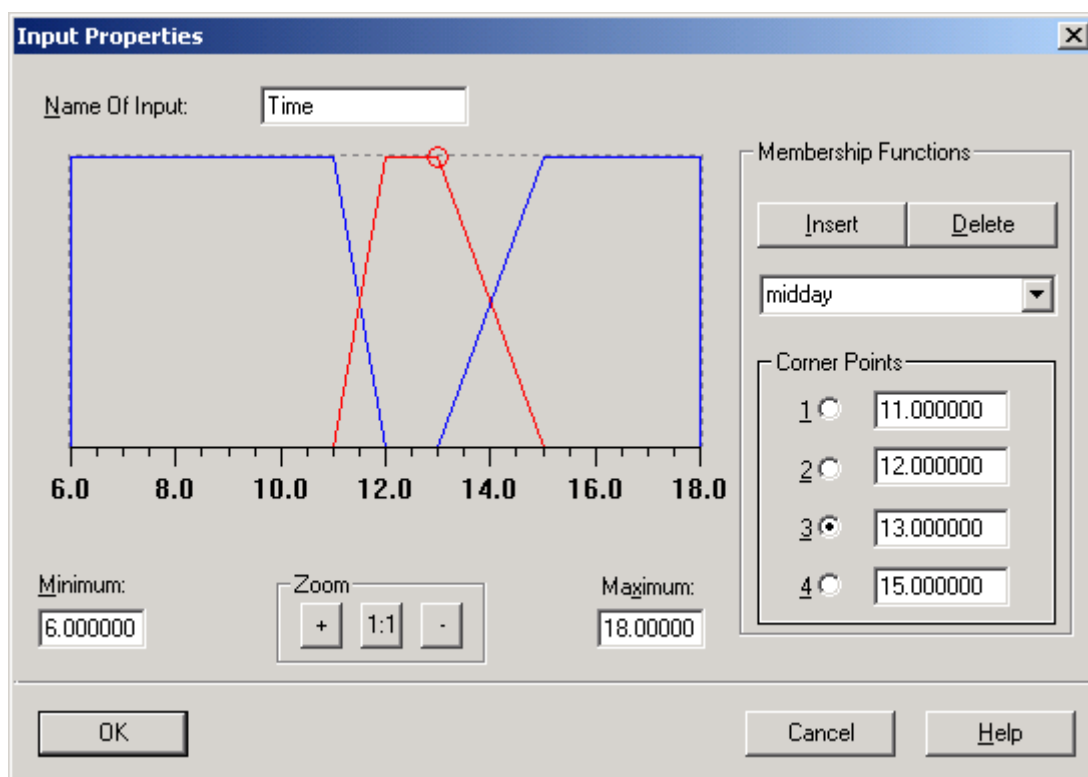 Input Properties
Name Of Input:
Time
Membership Functions
Insert
Delete
midday
Corner Points
1
11.000000
2
12.000000
3
13.000000
4
15.000000
6.0 8.0 10.0 12.0 14.0 16.0 18.0
Minimum:
6.000000
Zoom
+
1:1
-
Maximum:
18.00000
OK
Cancel
Help